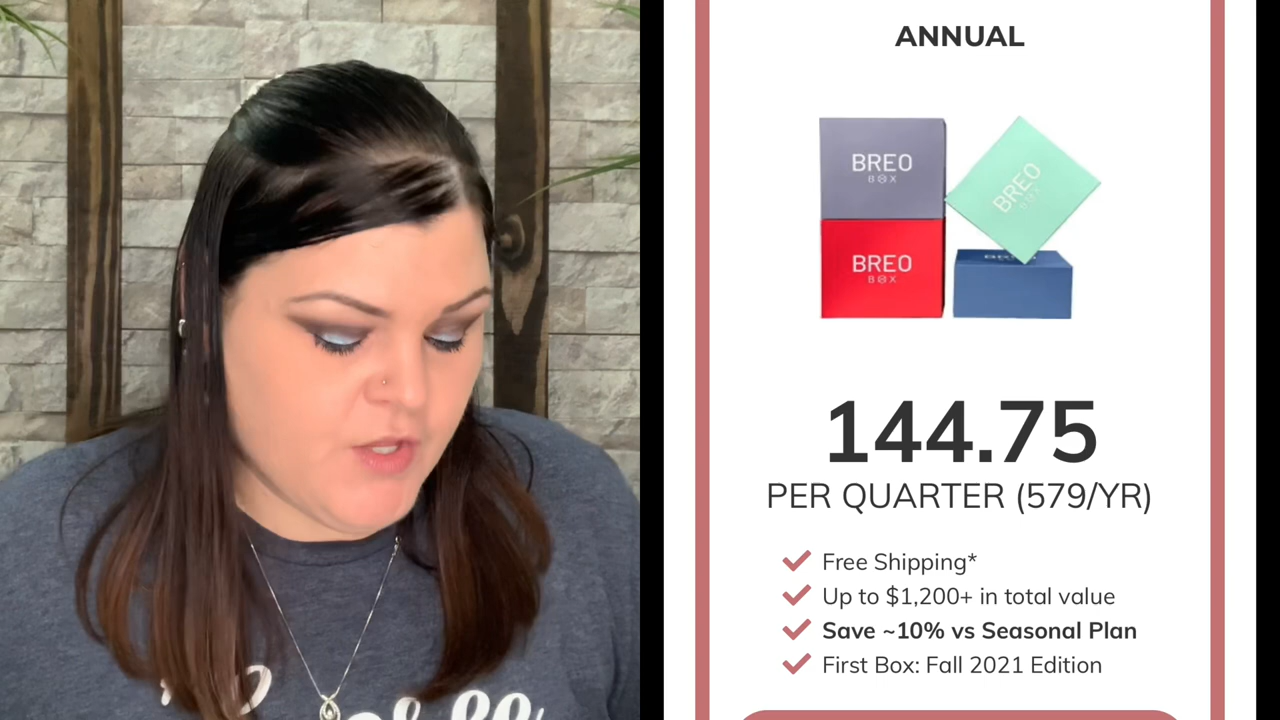 ANNUAL
BREO
BOX
BREO
BOX
BREO
BOX
BREO
144.75
PER QUARTER (579/YR)
Free Shipping*
Up to $1,200+ in total value
Save ~10% vs Seasonal Plan
First Box: Fall 2021 Edition